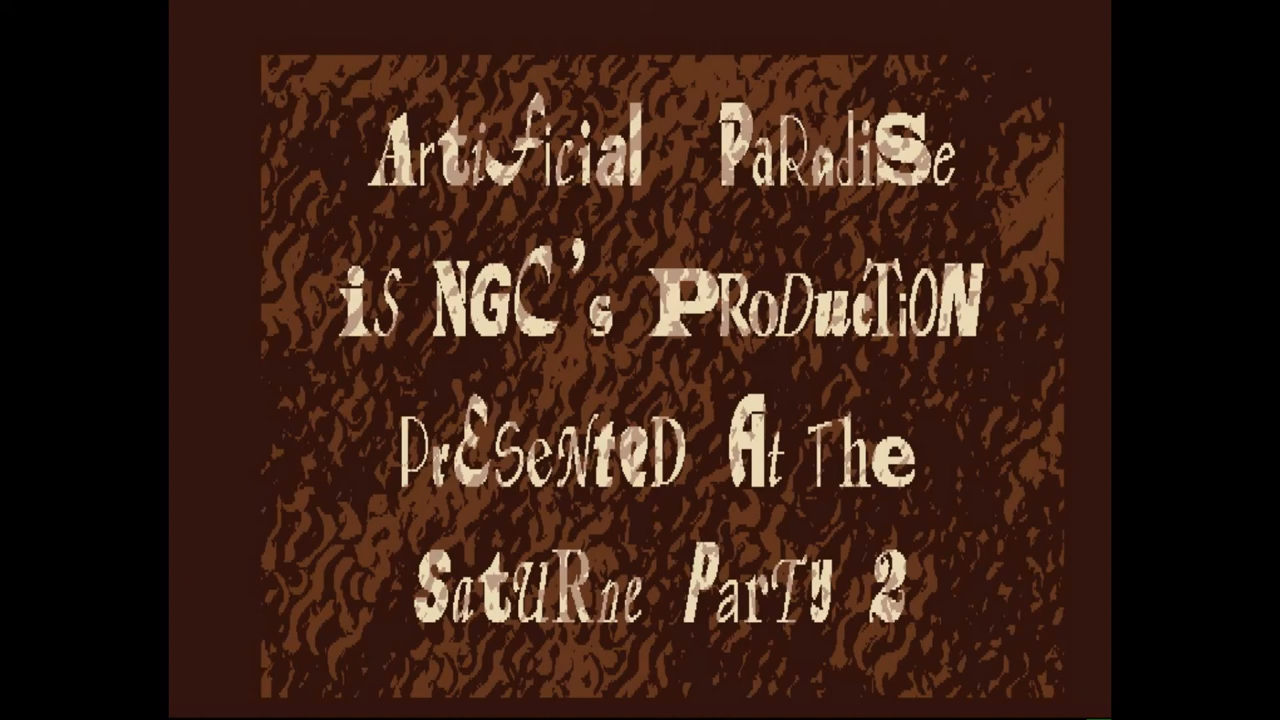 ArtificiaL PaRadiSe
iS NGC's PRoDucTiON
PrESeNteD At The
SatURne ParTy 2